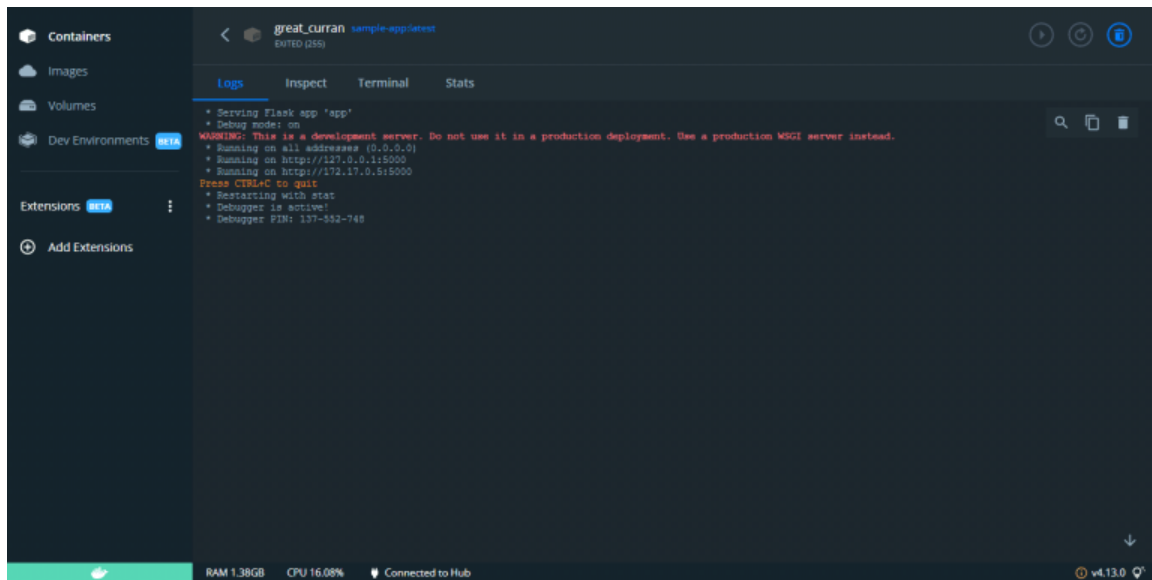 Containers
Images
Volumes
Dev Environments BETA
Extensions BETA
Add Extensions
great_curran sample-app:latest
EXITED (255)
Logs Inspect Terminal Stats
* Serving Flask app 'app'
* Debug mode: on
WARNING: This is a development server. Do not use it in a production deployment. Use a production WSGI server instead.
* Running on all addresses (0.0.0.0)
* Running on http://127.0.0.1:5000
* Running on http://172.17.0.5:5000
Press CTRL+C to quit
* Restarting with stat
* Debugger is active!
* Debugger PIN: 137-552-748
RAM 1.38GB CPU 16.08% Connected to Hub v4.13.0